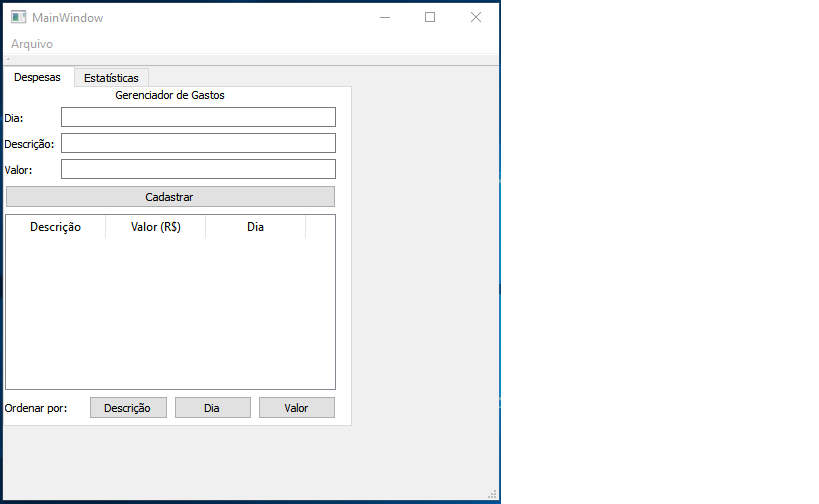 MainWindow
Arquivo
Despesas Estatísticas
Gerenciador de Gastos
Dia:
Descrição:
Valor:
Cadastrar
Descrição Valor (R$) Dia
Ordenar por: Descrição Dia Valor